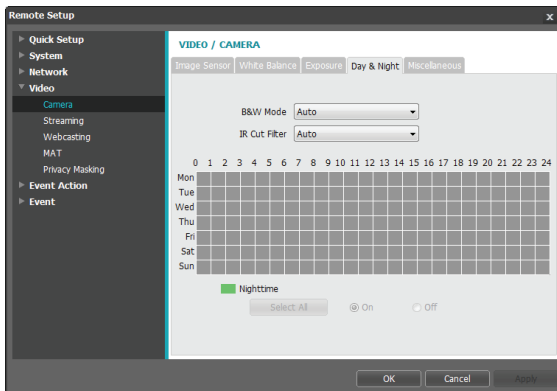 Remote Setup x
Quick Setup
System
Network
Video
Camera
Streaming
Webcasting
MAT
Privacy Masking
Event Action
Event
VIDEO / CAMERA
Image Sensor White Balance Exposure Day & Night Miscellaneous
B&W Mode Auto
IR Cut Filter Auto
0 1 2 3 4 5 6 7 8 9 10 11 12 13 14 15 16 17 18 19 20 21 22 23 24
Mon
Tue
Wed
Thu
Fri
Sat
Sun
Nighttime
Select All On Off
OK Cancel Apply